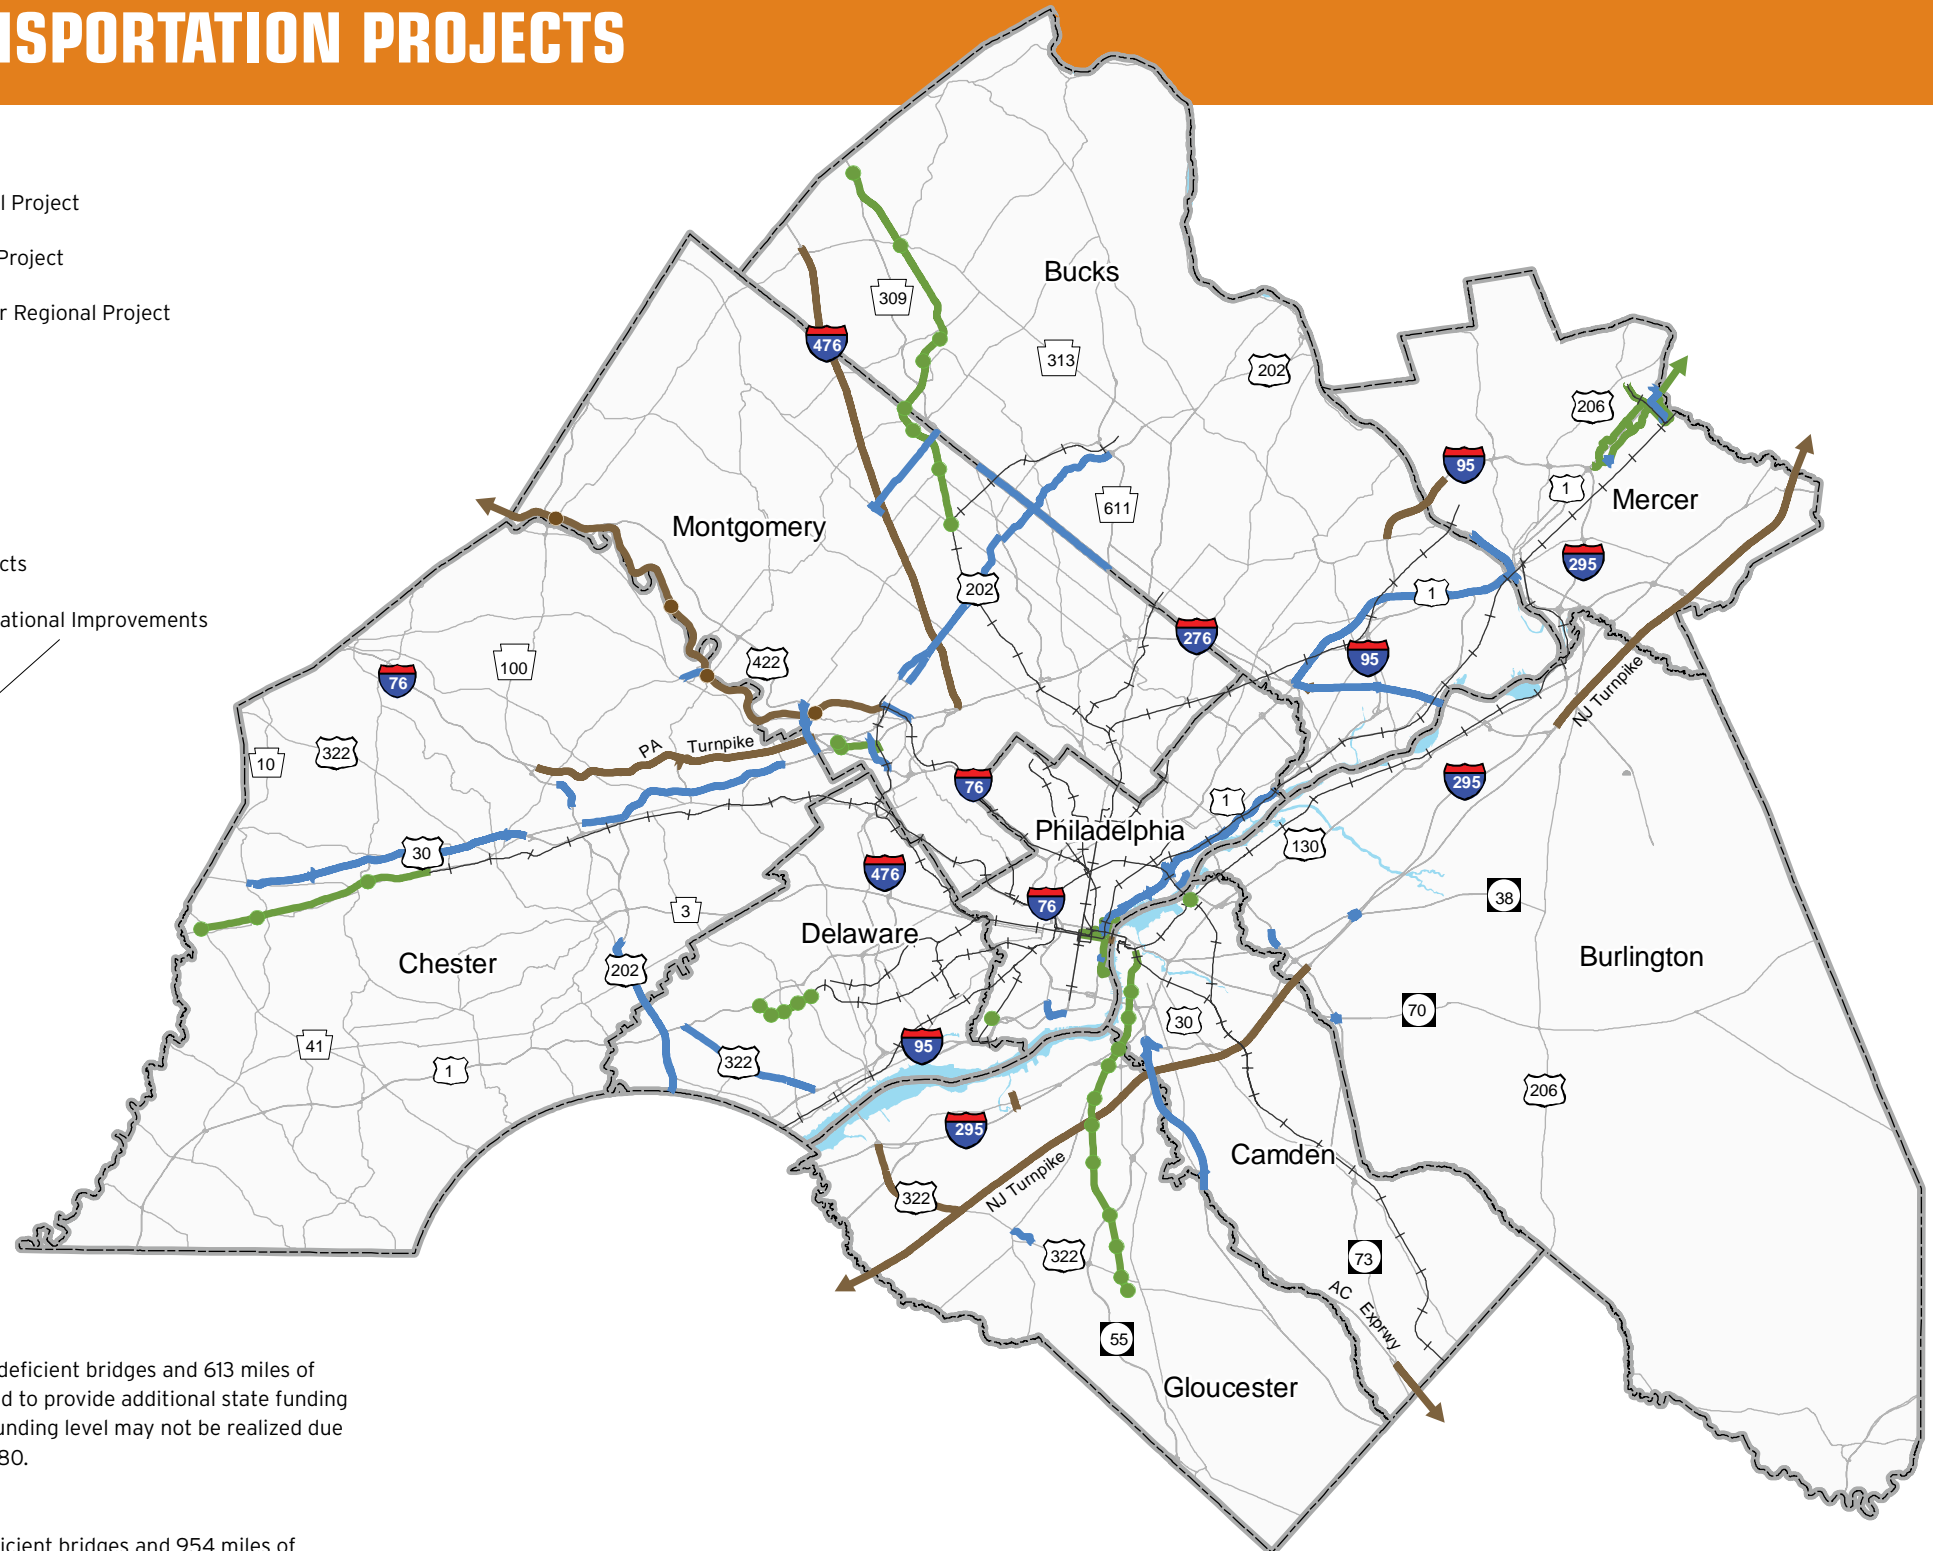 NSPORTATION PROJECTS
l Project
Project
r Regional Project
cts
ational Improvements
Bucks
309
476
313
202
206
95
1
Mercer
611
Montgomery
295
202
1
276
95
422
100
76
NJ Turnpike
322
10
PA Turnpike
76
295
1
Philadelphia
130
30
476
38
76
3
Delaware
Burlington
Chester
202
70
30
41
95
322
1
206
295
Camden
NJ Turnpike
322
322
73
AC Exprwy
55
Gloucester
deficient bridges and 613 miles of
d to provide additional state funding
unding level may not be realized due
80.
icient bridges and 954 miles of